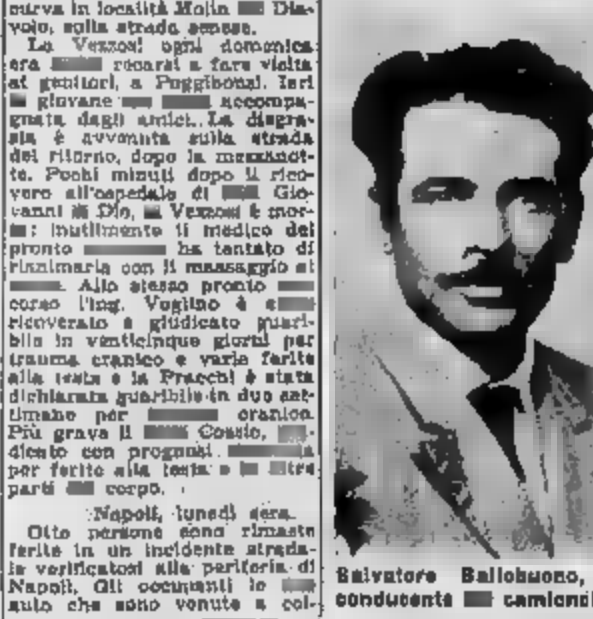 curva in località Molin Dia-
volo, sulla strada senese.
La Vezzosi ogni domenica
era recarsi a fare visita
ai genitori, a Poggibonsi. Ieri
giovane accompa-
gnata dagli amici. La disgra-
zia è avvenuta sulla strada
del ritorno, dopo la mezzanot-
te. Pochi minuti dopo il rico-
vero all'ospedale di Gio-
vanni Dio, Vezzosi è mor-
: inutilmente il medico del
pronto ha tentato di
rianimarla con il massaggio al
Allo stesso pronto
corso l'ing. Voglino è
ricoverato e giudicato guari-
bile in venticinque giorni per
trauma cranico e varie ferite
alla testa e la Pracchi è stata
dichiarata guaribile in due set-
timane per cranico.
Più grave il Cossio,
dicato con prognosi
per ferite alla testa e altre
parti corpo.
Napoli, lunedì sera.
Otto persone sono rimaste
ferite in un incidente strada-
le verificatosi alla periferia di
Napoli. Gli occupanti le
auto che sono venute a col-
Salvatore Ballobuono,
conducente camionci